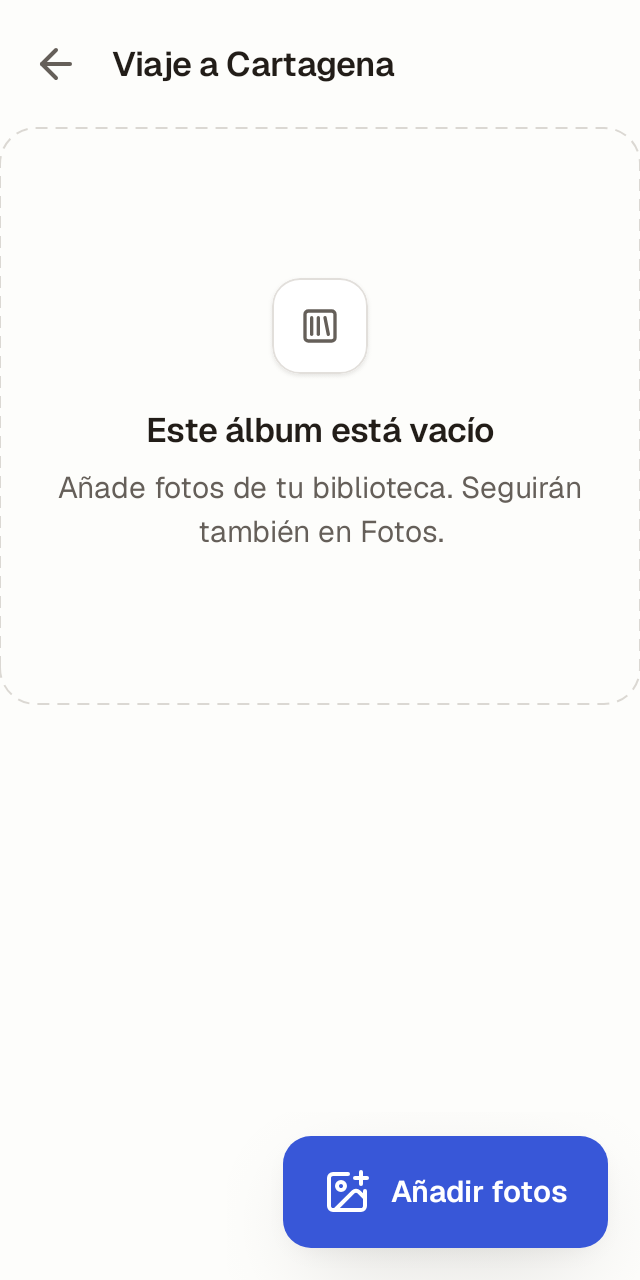 Viaje a Cartagena
Este álbum está vacío
Añade fotos de tu biblioteca. Seguirán
también en Fotos.
Añadir fotos